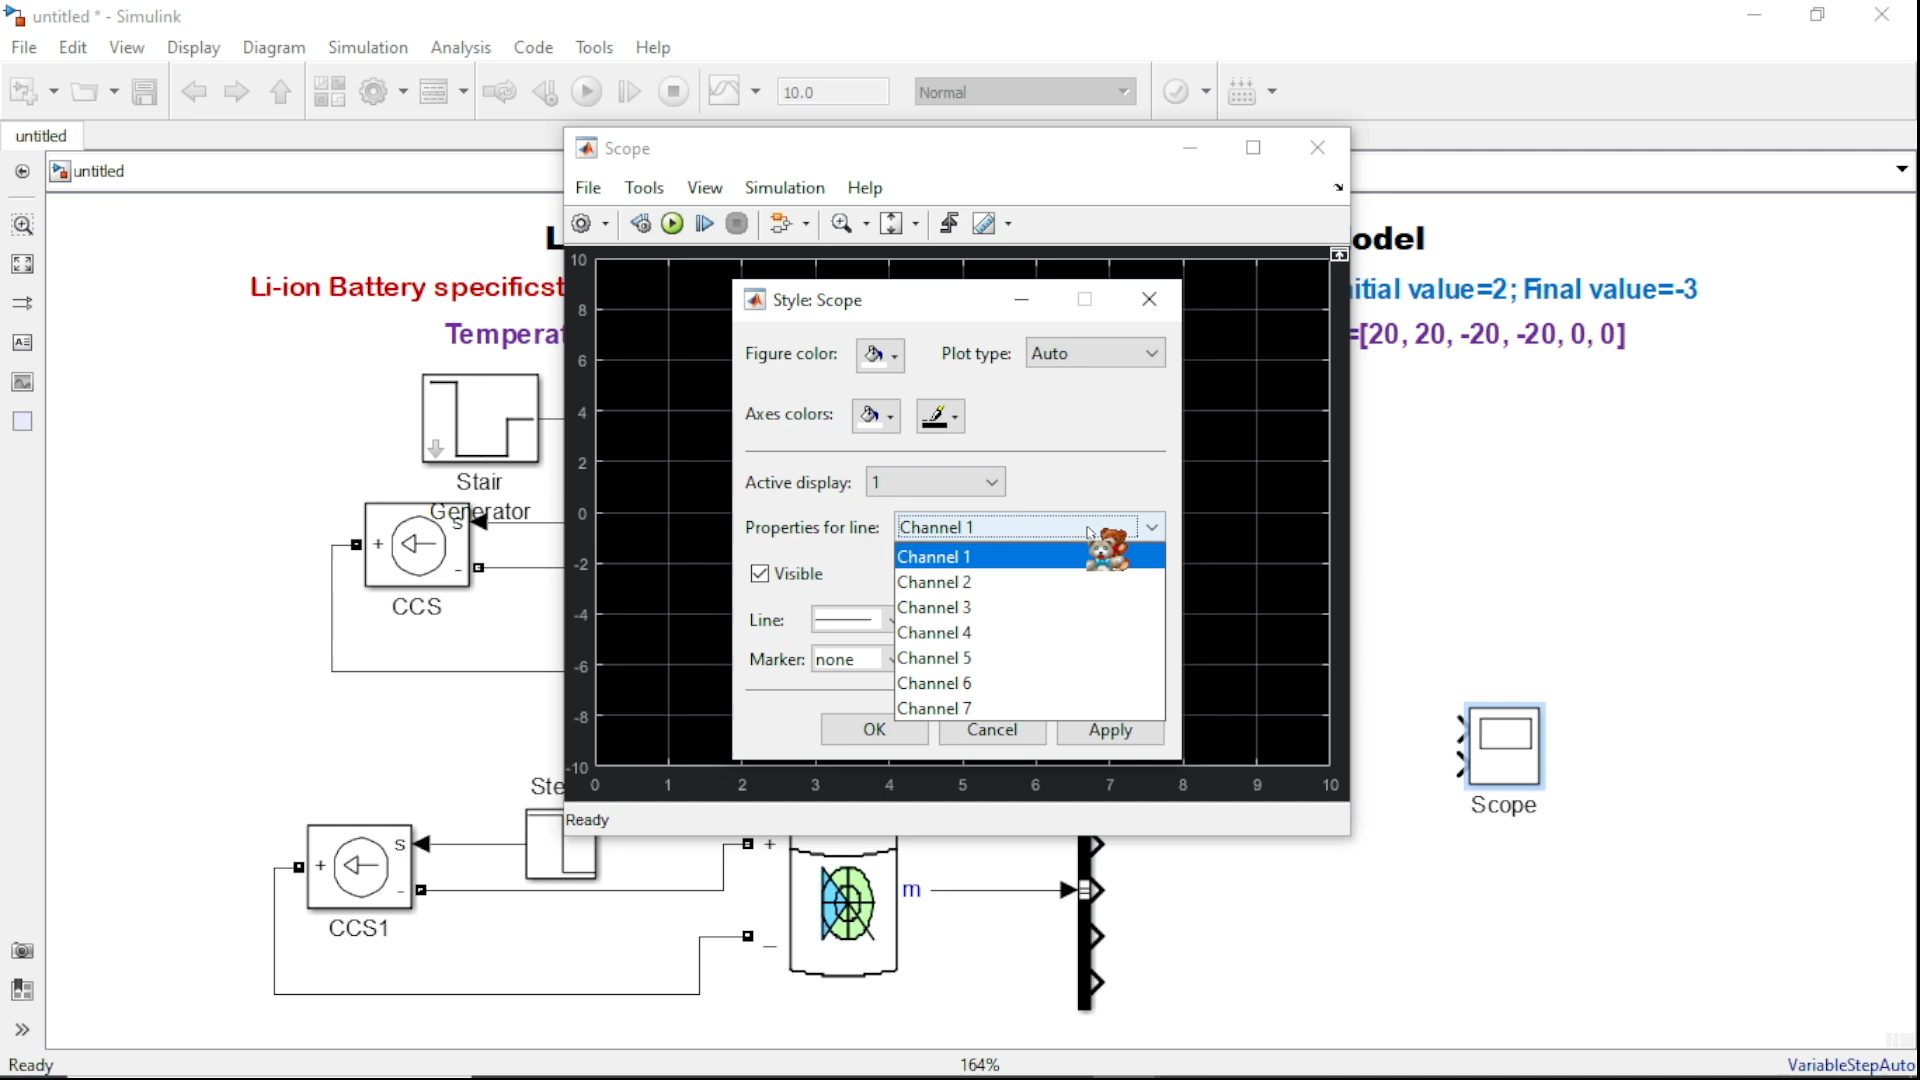 untitled * - Simulink
File Edit View Display Diagram Simulation Analysis Code Tools Help
10.0 Normal
untitled
untitled
Scope
File Tools View Simulation Help
odel
Li-ion Battery specificst
itial value=2; Final value=-3
Temperat
=[20, 20, -20, -20, 0, 0]
Stair
Generator
S
+
-
CCS
10
8
6
4
2
0
-2
-4
-6
-8
-10
0 1 2 3 4 5 6 7 8 9 10
Ready
Style: Scope
Figure color:
Plot type: Auto
Axes colors:
Active display: 1
Properties for line: Channel 1
Channel 1
Channel 2
Channel 3
Channel 4
Channel 5
Channel 6
Channel 7
Visible
Line:
Marker: none
OK Cancel Apply
Scope
Ste
S
+
-
CCS1
+
m
_
Ready 164% VariableStepAuto